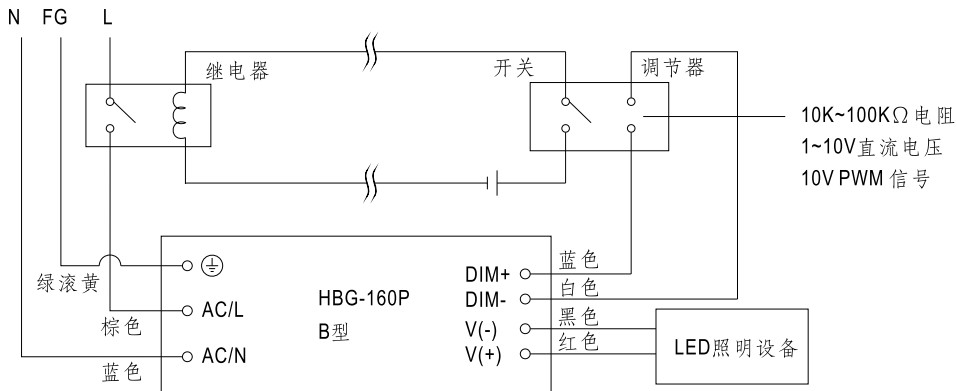 N FG L
继电器
开关
调节器
10K~100KΩ电阻
1~10V直流电压
10V PWM 信号
绿滚黄
棕色
蓝色
AC/L
AC/N
HBG-160P
B型
DIM+
DIM-
V(-)
V(+)
蓝色
白色
黑色
红色
LED照明设备